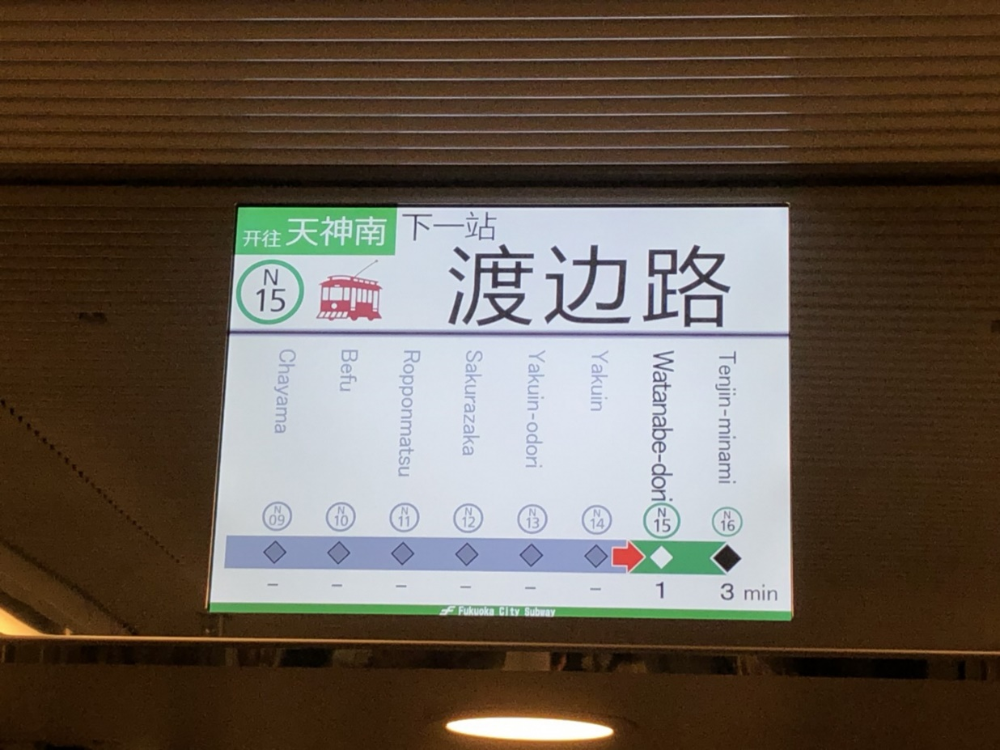 开往 天神南
下一站
N 15
渡边路
Chayama
Befu
Ropponmatsu
Sakurazaka
Yakuin-odori
Yakuin
Watanabe-dori
Tenjin-minami
N 09
N 10
N 11
N 12
N 13
N 14
N 15
N 16
– – – – – – 1 3 min
Fukuoka City Subway